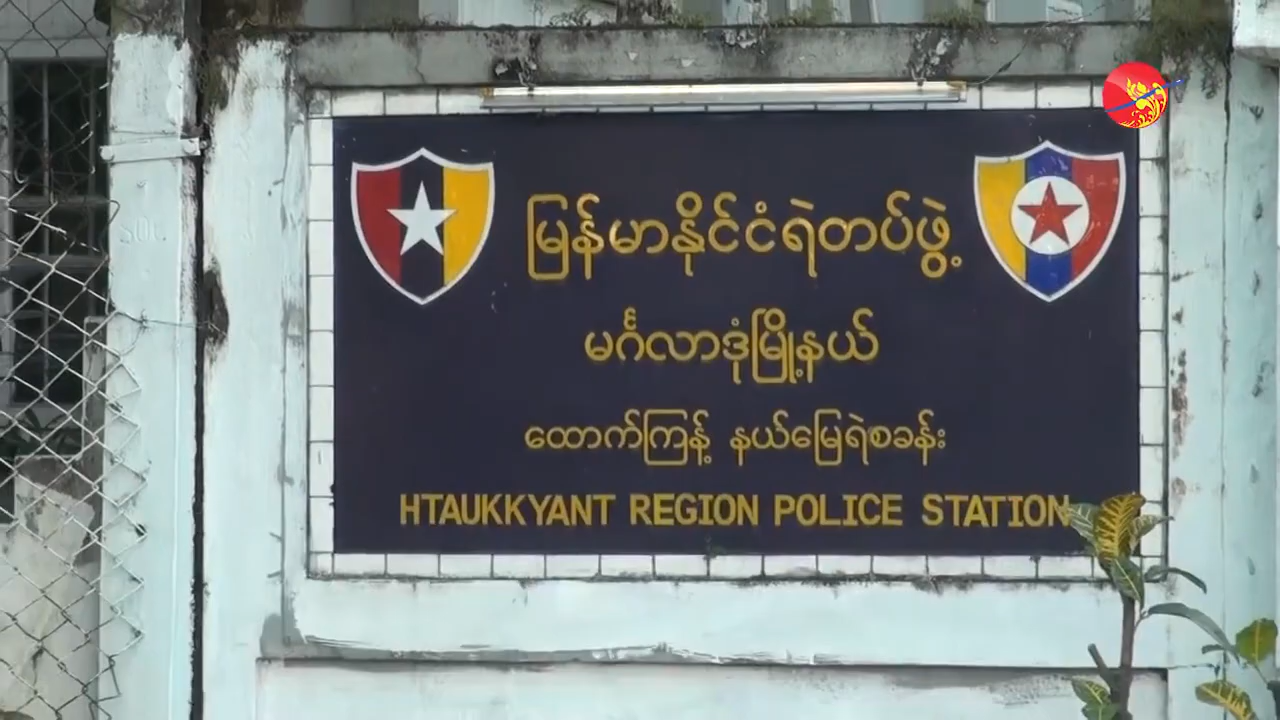 မြန်မာနိုင်ငံရဲတပ်ဖွဲ့
မင်္ဂလာဒုံမြို့နယ်
ထောက်ကြန့် နယ်မြေရဲစခန်း
HTAUKKYANT REGION POLICE STATION